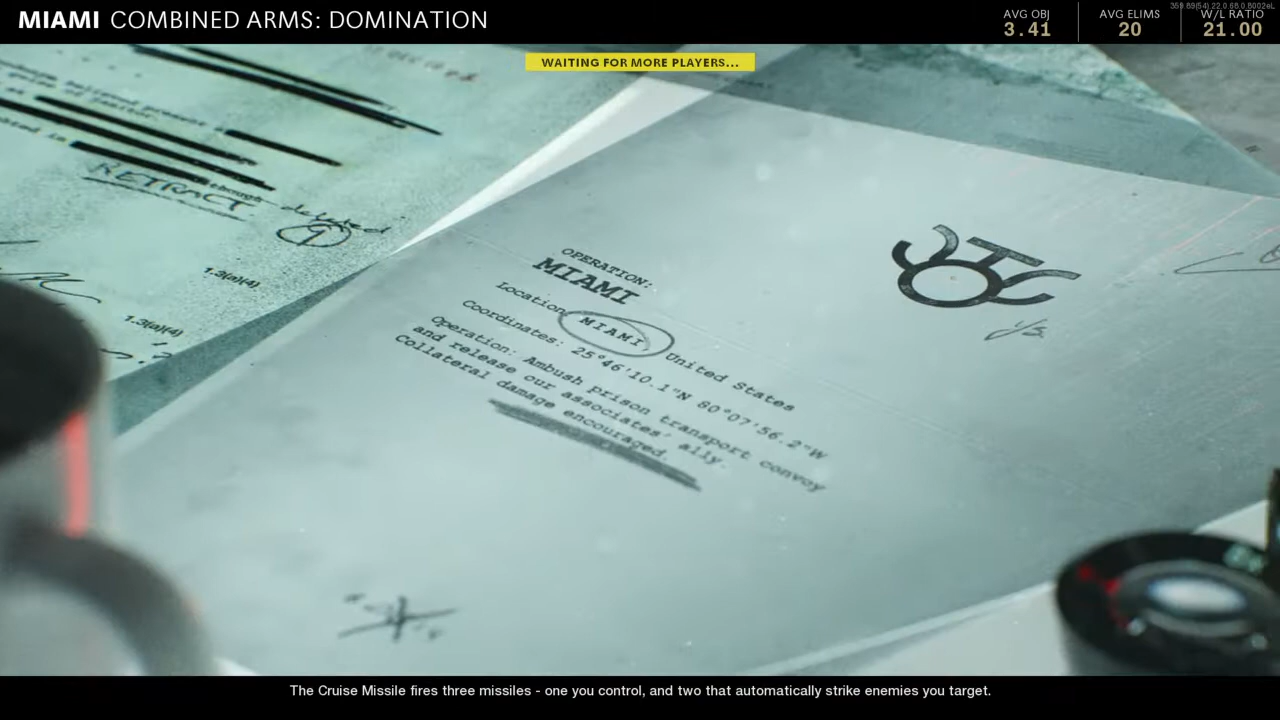 MIAMI COMBINED ARMS: DOMINATION
AVG OBJ
3.41
AVG ELIMS
20
W/L RATIO
21.00
WAITING FOR MORE PLAYERS...
RETRACT
through deleted
1
1.3(a)(4)
1.3(a)(4)
OPERATION:
MIAMI
Location: MIAMI United States
Coordinates: 25°46'10.1"N 80°07'56.2"W
Operation: Ambush prison transport convoy
and release our associates' ally.
Collateral damage encouraged.
The Cruise Missile fires three missiles - one you control, and two that automatically strike enemies you target.